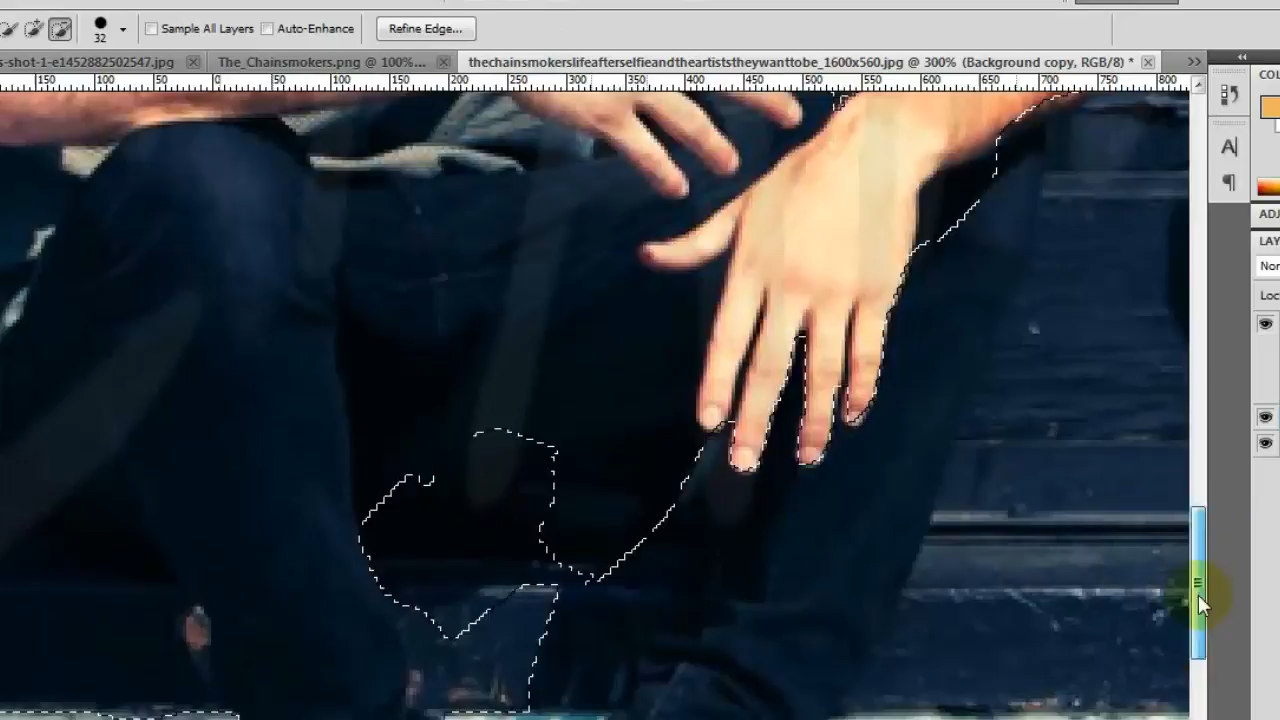 32 Sample All Layers Auto-Enhance Refine Edge...
s-shot-1-e1452882502547.jpg The_Chainsmokers.png @ 100%... thechainsmokerslifeafterselfieandtheartiststheywanttobe_1600x560.jpg @ 300% (Background copy, RGB/8) *
150 100 50 0 50 100 150 200 250 300 350 400 450 500 550 600 650 700 750 800
COL
ADJ
LAY
Nor
Loc